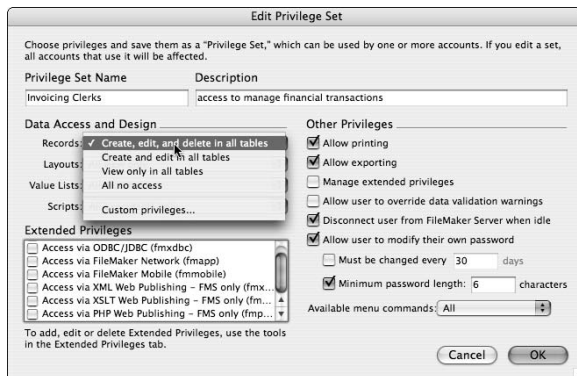 Edit Privilege Set
Choose privileges and save them as a "Privilege Set," which can be used by one or more accounts. If you edit a set,
all accounts that use it will be affected.
Privilege Set Name
Description
Invoicing Clerks
access to manage financial transactions
Data Access and Design
Records:
✓ Create, edit, and delete in all tables
Create and edit in all tables
Layouts:
View only in all tables
Value Lists:
All no access
Scripts:
Custom privileges...
Extended Privileges
Access via ODBC/JDBC (fmxdbc)
Access via FileMaker Network (fmapp)
Access via FileMaker Mobile (fmmobile)
Access via XML Web Publishing - FMS only (fmx...
Access via XSLT Web Publishing - FMS only (fm...
Access via PHP Web Publishing - FMS only (fmp...
To add, edit or delete Extended Privileges, use the tools
in the Extended Privileges tab.
Other Privileges
Allow printing
Allow exporting
Manage extended privileges
Allow user to override data validation warnings
Disconnect user from FileMaker Server when idle
Allow user to modify their own password
Must be changed every 30 days
Minimum password length: 6 characters
Available menu commands: All
Cancel
OK